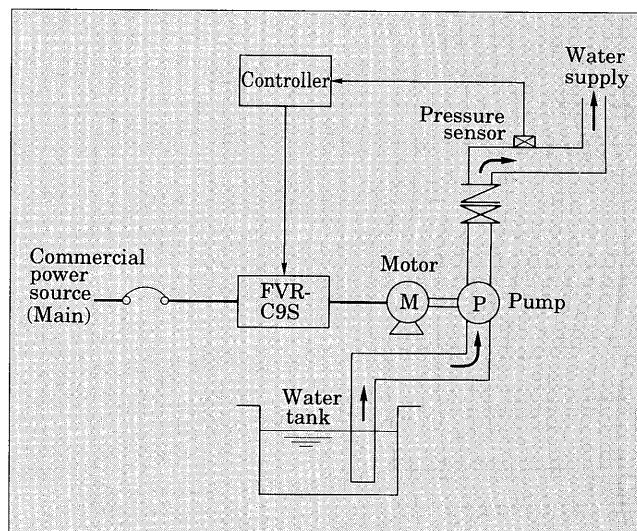 Water
supply
Controller
Pressure
sensor
Commercial
power
source
(Main)
FVR-
C9S
Motor
M
P
Pump
Water
tank